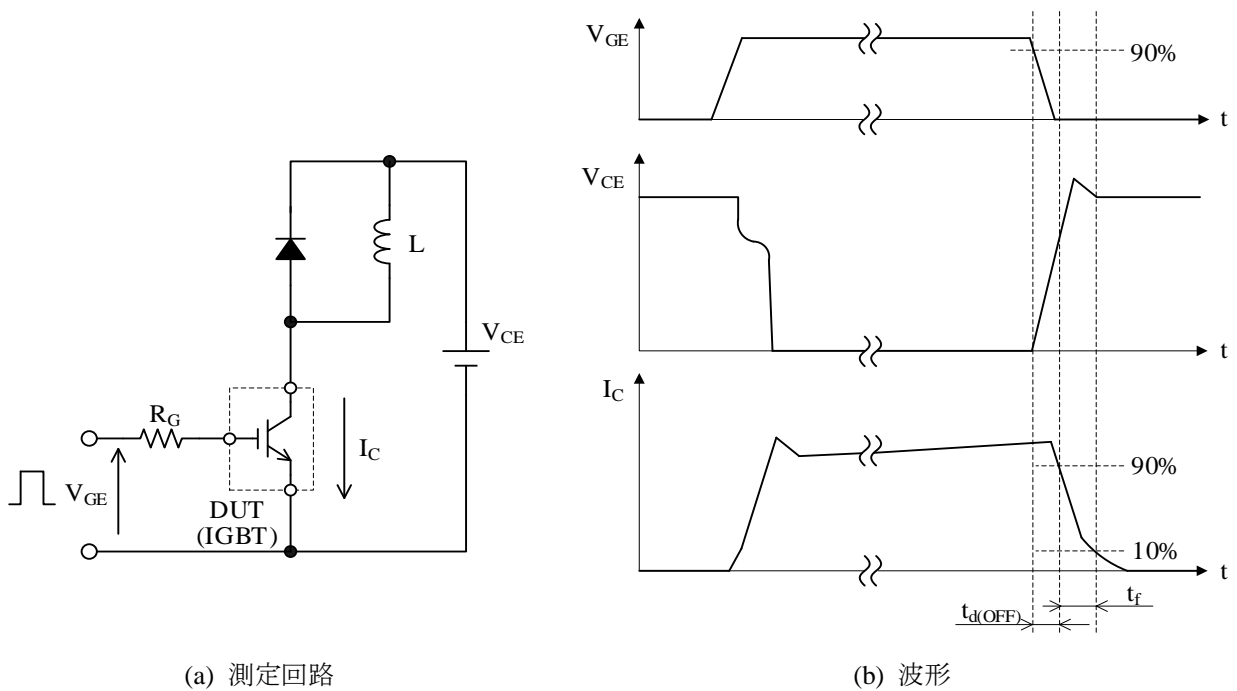 L
V_CE
R_G
I_C
V_GE
DUT
(IGBT)
(a) 測定回路
V_GE
90%
t
V_CE
t
I_C
90%
10%
t
t_d(OFF)
t_f
(b) 波形